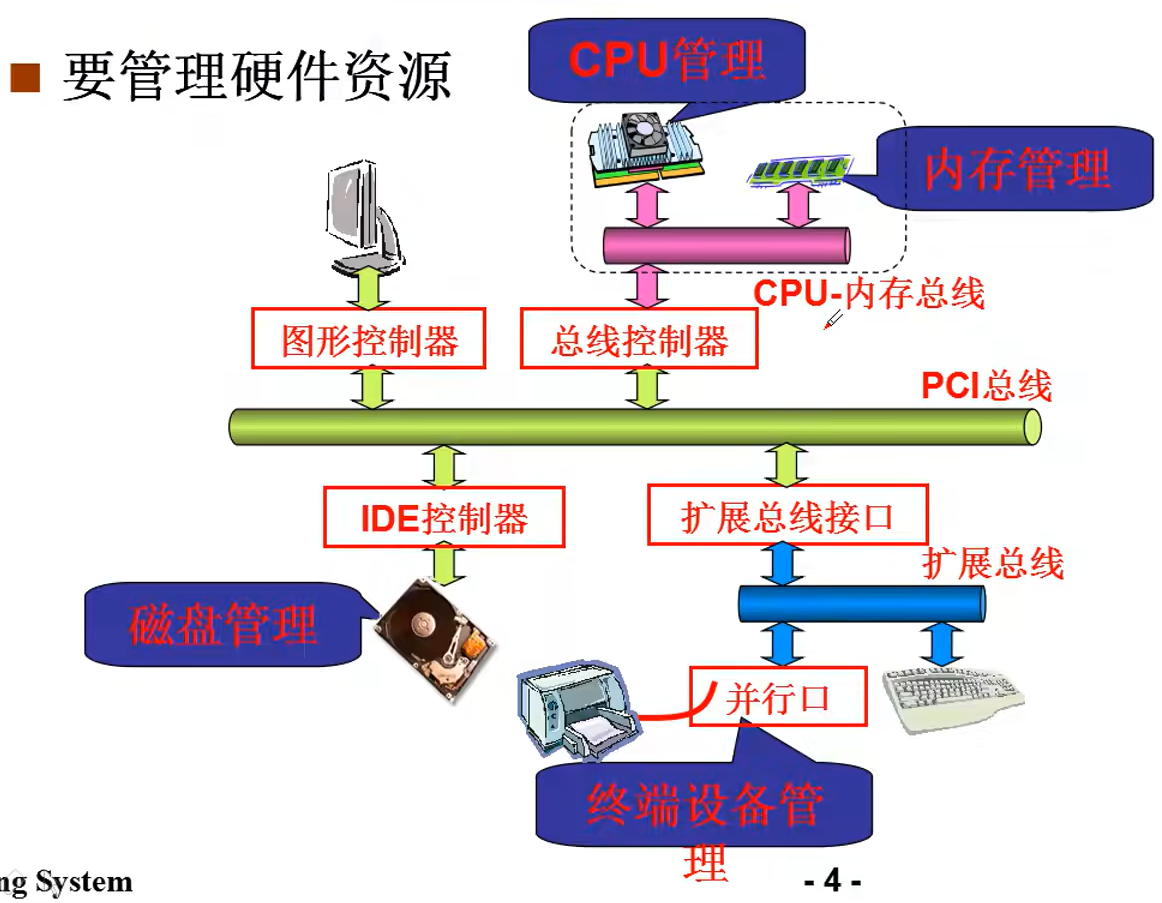 要管理硬件资源
CPU管理
内存管理
CPU-内存总线
图形控制器
总线控制器
PCI总线
IDE控制器
扩展总线接口
扩展总线
磁盘管理
并行口
终端设备管
理
ng System
- 4 -